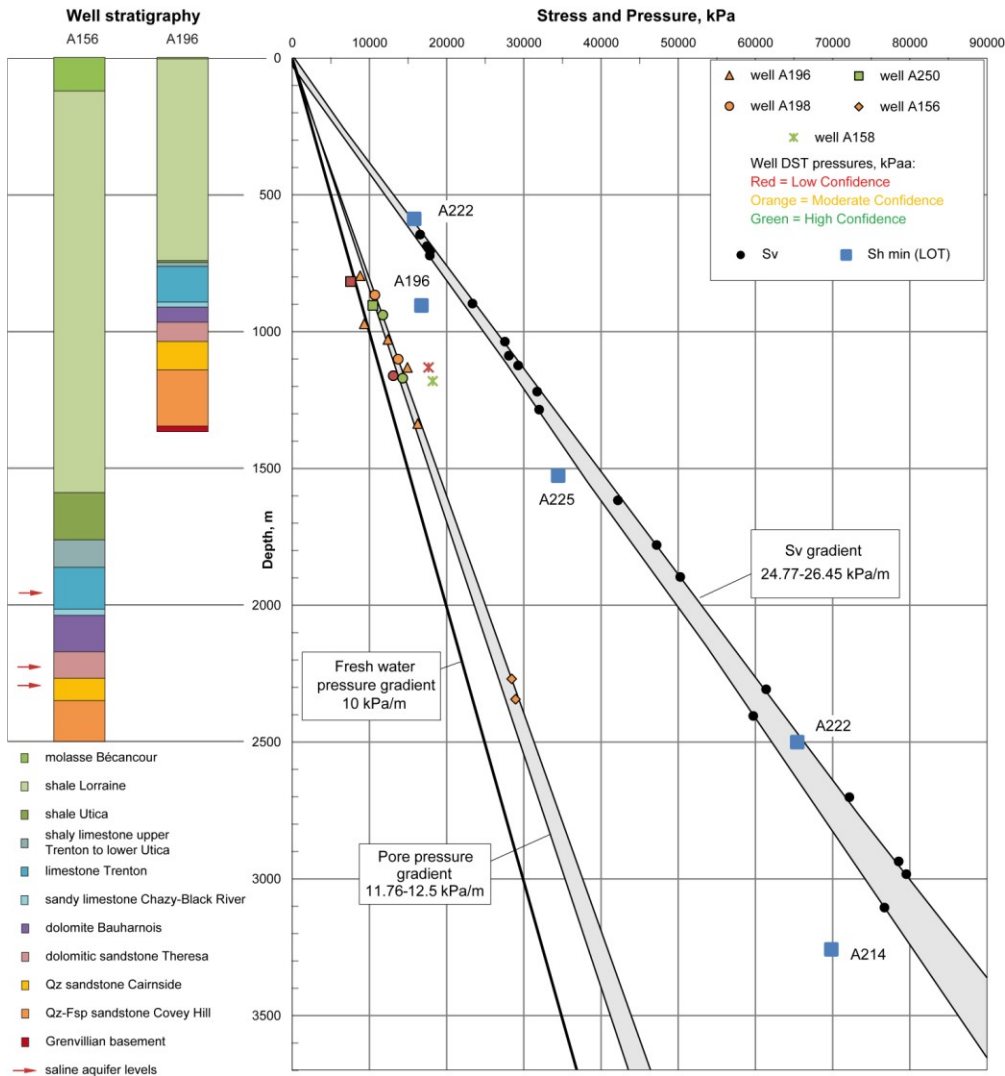 Well stratigraphy
A156
A196
Stress and Pressure, kPa
0 10000 20000 30000 40000 50000 60000 70000 80000 90000
0
500
1000
1500
2000
2500
3000
3500
Depth, m
well A196
well A250
well A198
well A156
well A158
Well DST pressures, kPaa:
Red = Low Confidence
Orange = Moderate Confidence
Green = High Confidence
Sv
Sh min (LOT)
A222
A196
A225
Sv gradient
24.77-26.45 kPa/m
Fresh water
pressure gradient
10 kPa/m
A222
Pore pressure
gradient
11.76-12.5 kPa/m
A214
molasse Bécancour
shale Lorraine
shale Utica
shaly limestone upper
Trenton to lower Utica
limestone Trenton
sandy limestone Chazy-Black River
dolomite Bauharnois
dolomitic sandstone Theresa
Qz sandstone Cairnside
Qz-Fsp sandstone Covey Hill
Grenvillian basement
saline aquifer levels